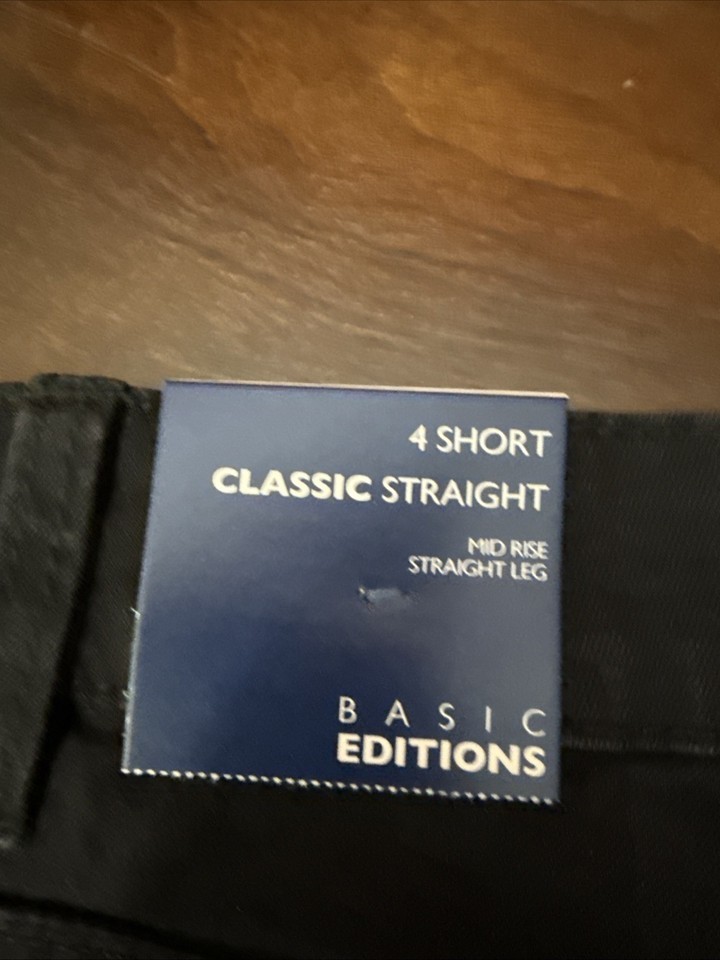 4 SHORT
CLASSIC STRAIGHT
MID RISE
STRAIGHT LEG
BASIC
EDITIONS